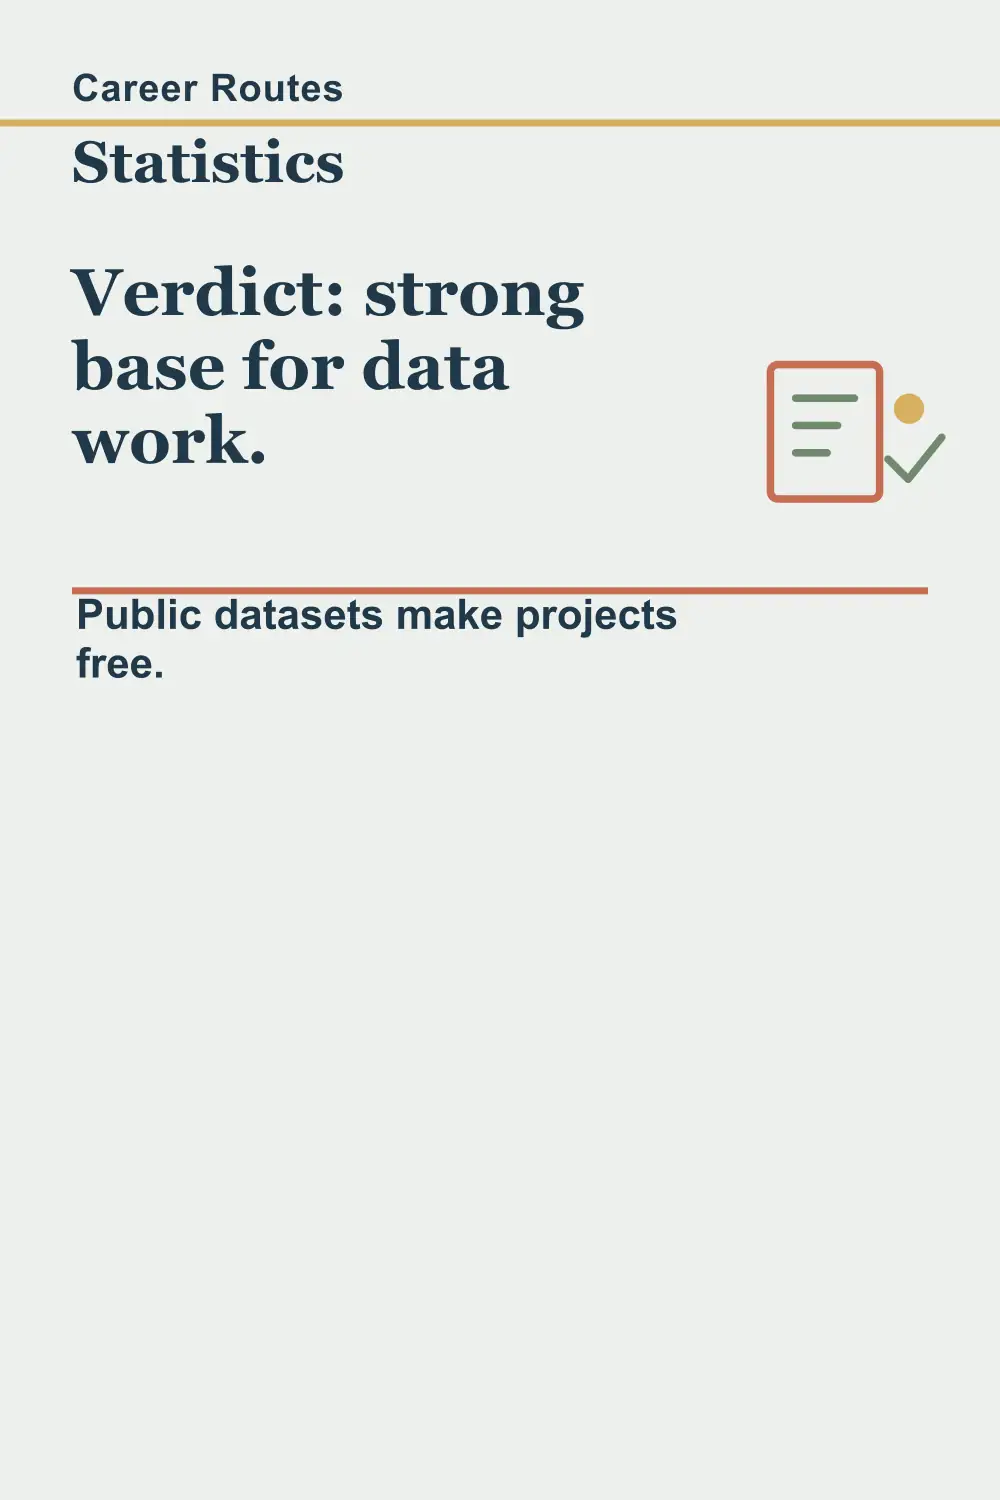 Career Routes
Statistics
Verdict: strong
base for data
work.
Public datasets make projects
free.